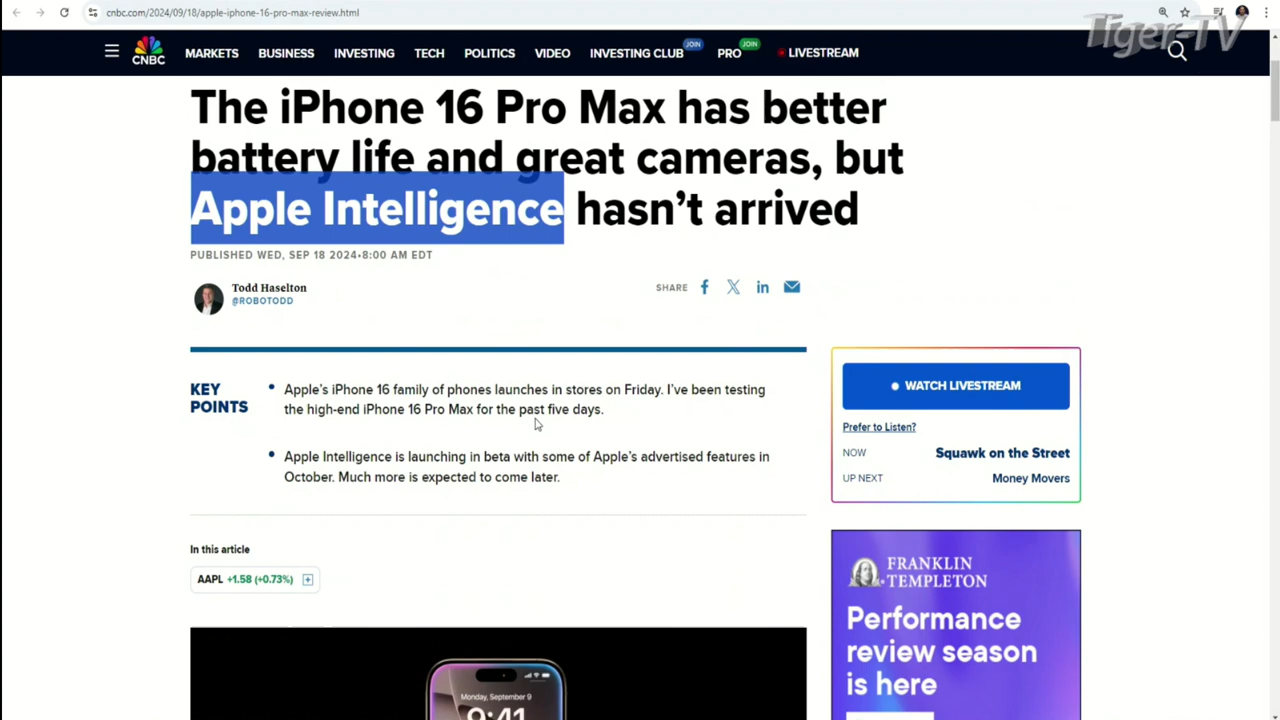 cnbc.com/2024/09/18/apple-iphone-16-pro-max-review.html
Tiger-TV
CNBC
MARKETS BUSINESS INVESTING TECH POLITICS VIDEO INVESTING CLUB JOIN PRO JOIN LIVESTREAM
The iPhone 16 Pro Max has better
battery life and great cameras, but
Apple Intelligence hasn't arrived
PUBLISHED WED, SEP 18 2024•8:00 AM EDT
Todd Haselton
@ROBOTODD
SHARE
KEY
POINTS
• Apple's iPhone 16 family of phones launches in stores on Friday. I've been testing
the high-end iPhone 16 Pro Max for the past five days.
• Apple Intelligence is launching in beta with some of Apple's advertised features in
October. Much more is expected to come later.
In this article
AAPL +1.58 (+0.73%)
Monday, September 9
9:41
WATCH LIVESTREAM
Prefer to Listen?
NOW Squawk on the Street
UP NEXT Money Movers
FRANKLIN
TEMPLETON
Performance
review season
is here